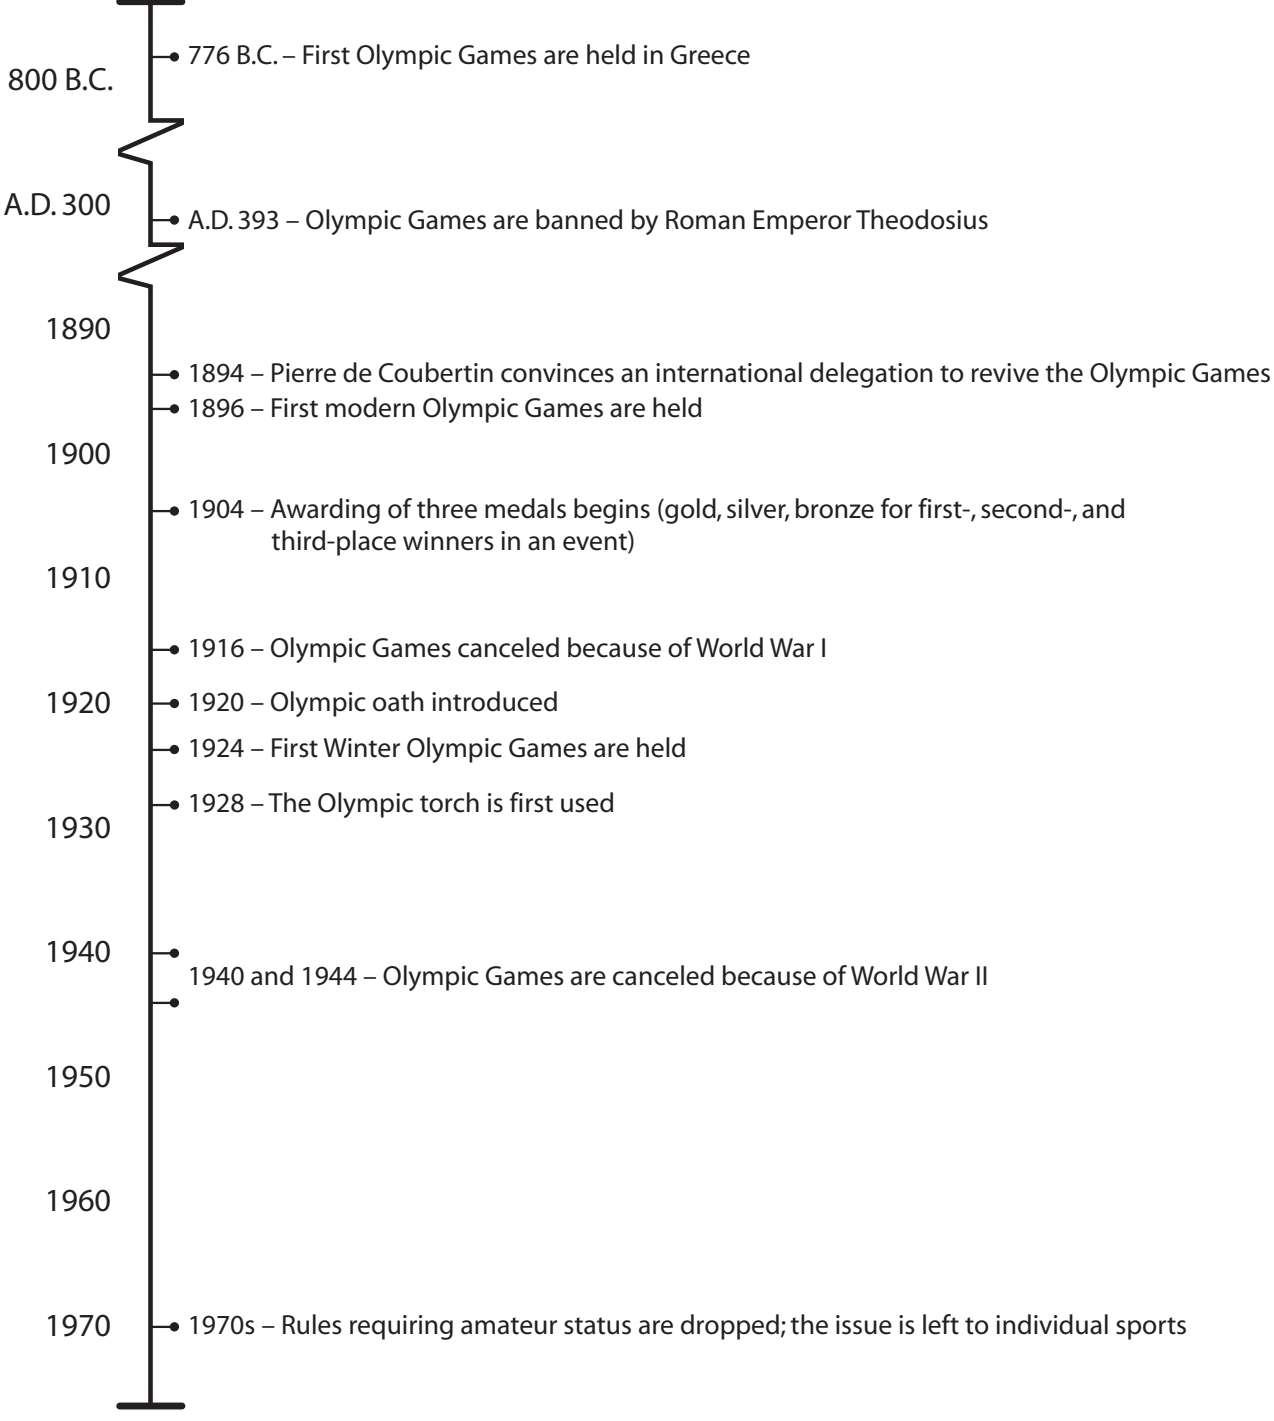 776 B.C. – First Olympic Games are held in Greece
800 B.C.
A.D. 300
A.D. 393 – Olympic Games are banned by Roman Emperor Theodosius
1890
1894 – Pierre de Coubertin convinces an international delegation to revive the Olympic Games
1896 – First modern Olympic Games are held
1900
1904 – Awarding of three medals begins (gold, silver, bronze for first-, second-, and
third-place winners in an event)
1910
1916 – Olympic Games canceled because of World War I
1920
1920 – Olympic oath introduced
1924 – First Winter Olympic Games are held
1928 – The Olympic torch is first used
1930
1940
1940 and 1944 – Olympic Games are canceled because of World War II
1950
1960
1970
1970s – Rules requiring amateur status are dropped; the issue is left to individual sports